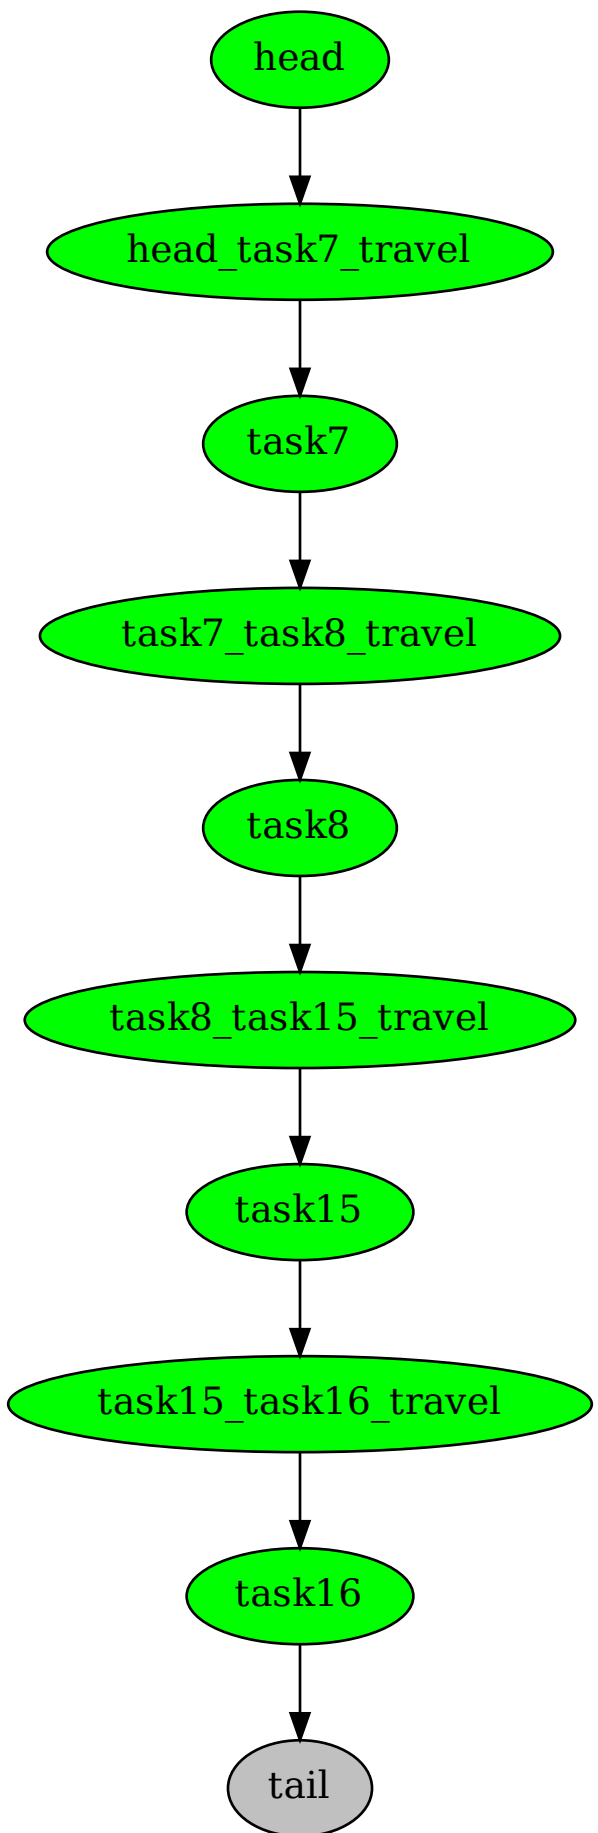 head
head_task7_travel
task7
task7_task8_travel
task8
task8_task15_travel
task15
task15_task16_travel
task16
tail